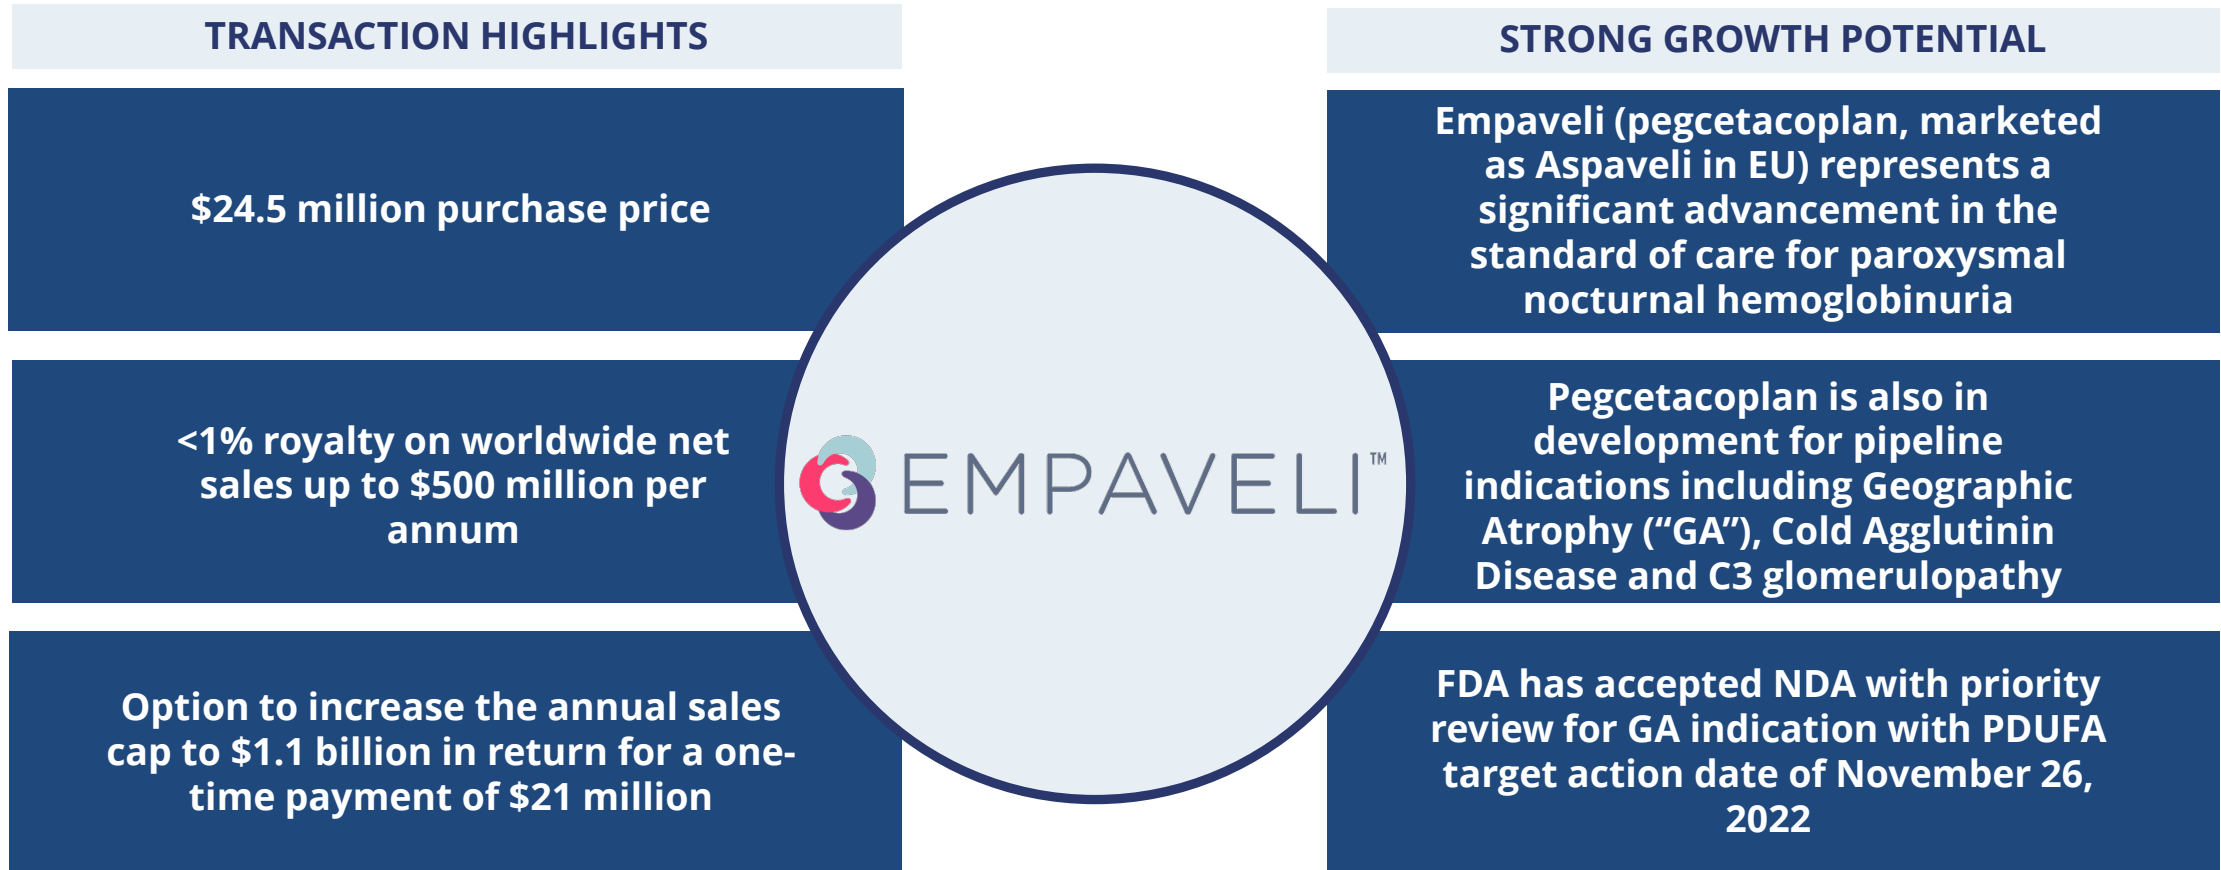 TRANSACTION HIGHLIGHTS
$24.5 million purchase price
<1% royalty on worldwide net
sales up to $500 million per
annum
Option to increase the annual sales
cap to $1.1 billion in return for a one-
time payment of $21 million
EMPAVELI™
STRONG GROWTH POTENTIAL
Empaveli (pegcetacoplan, marketed
as Aspaveli in EU) represents a
significant advancement in the
standard of care for paroxysmal
nocturnal hemoglobinuria
Pegcetacoplan is also in
development for pipeline
indications including Geographic
Atrophy (“GA”), Cold Agglutinin
Disease and C3 glomerulopathy
FDA has accepted NDA with priority
review for GA indication with PDUFA
target action date of November 26,
2022